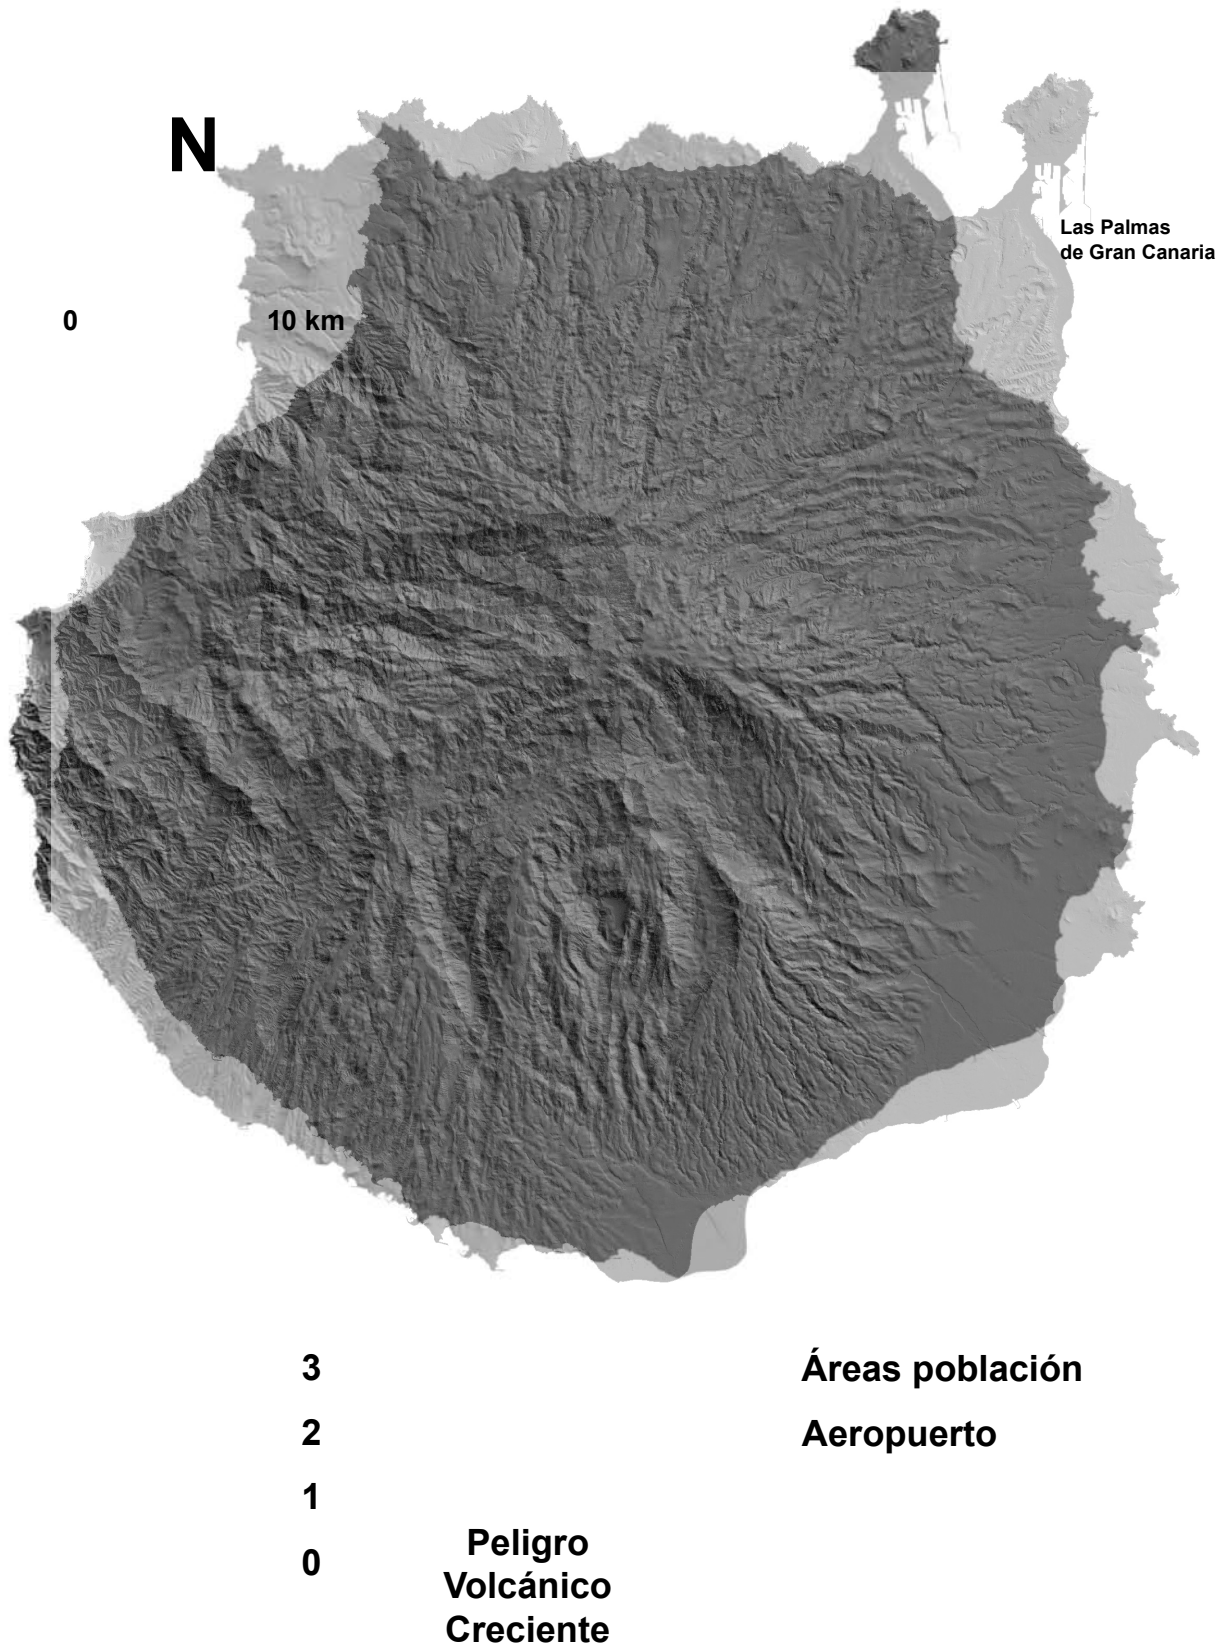 N
Las Palmas
de Gran Canaria
0
10 km
3
Áreas población
2
Aeropuerto
1
0
Peligro
Volcánico
Creciente